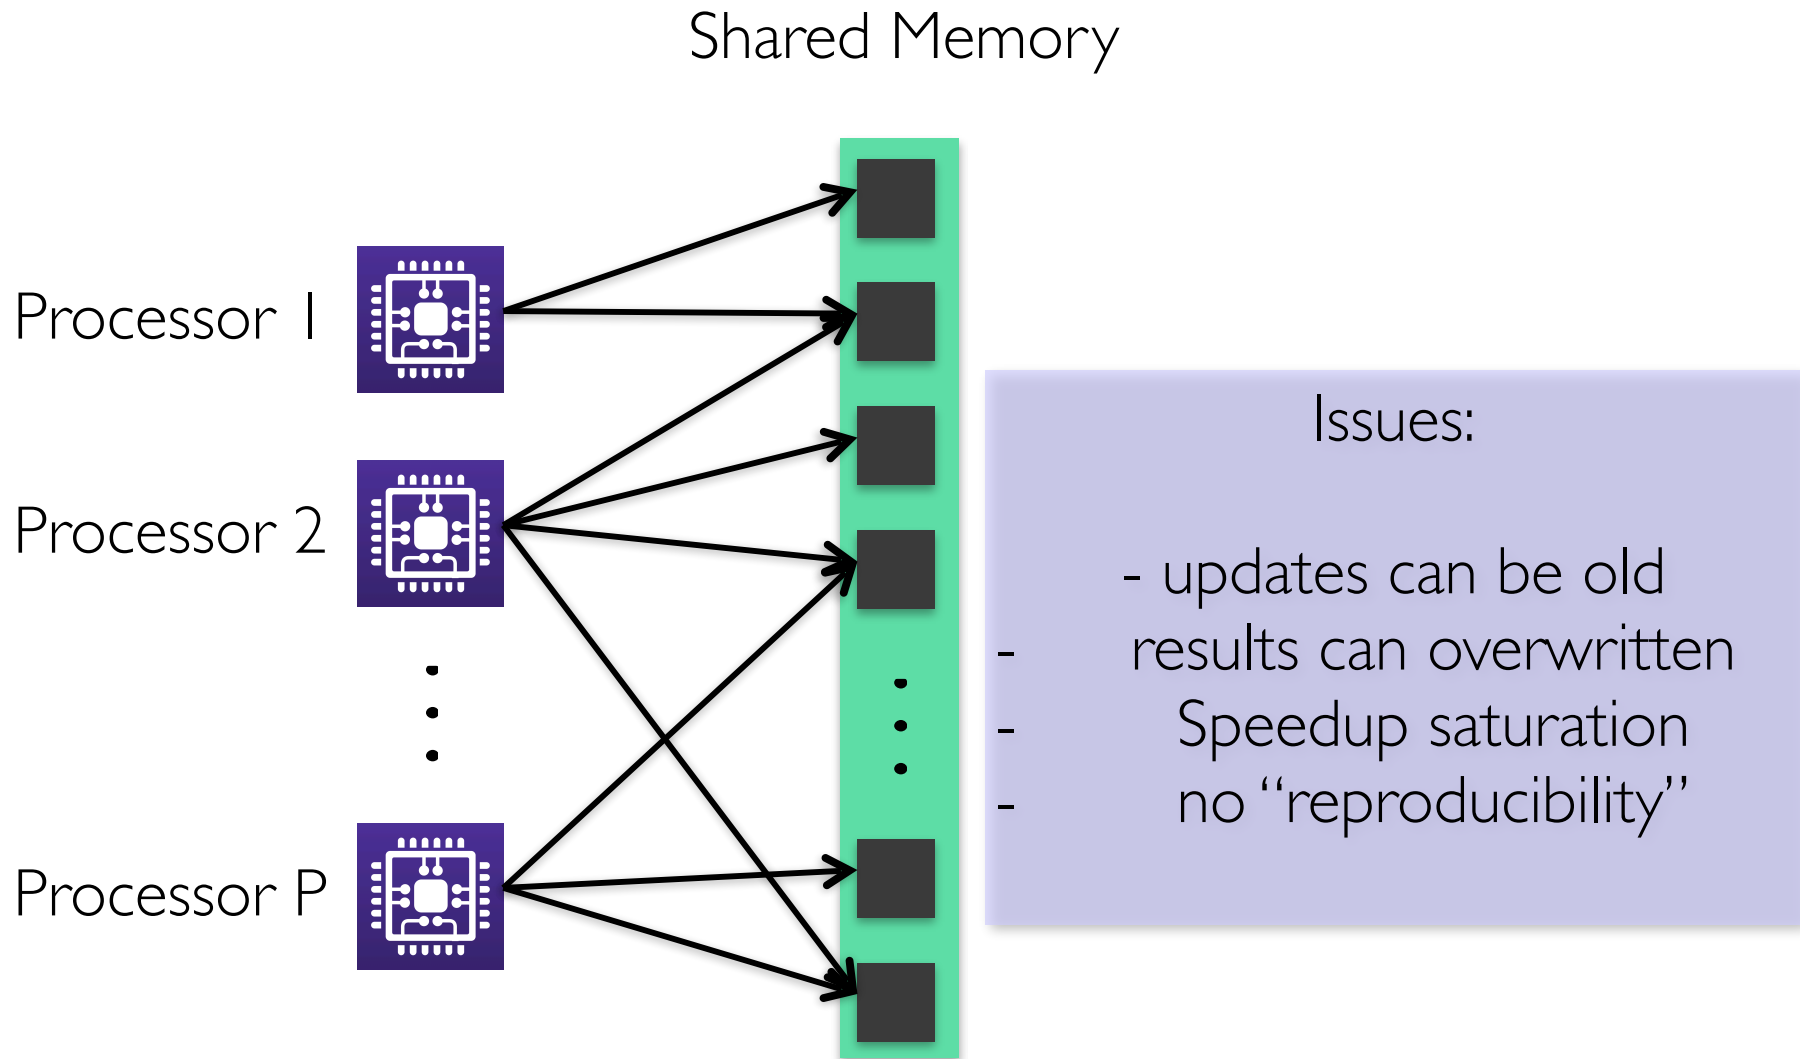 Shared Memory
Processor 1
Processor 2
Processor P
Issues:
- updates can be old
- results can overwritten
- Speedup saturation
- no “reproducibility”